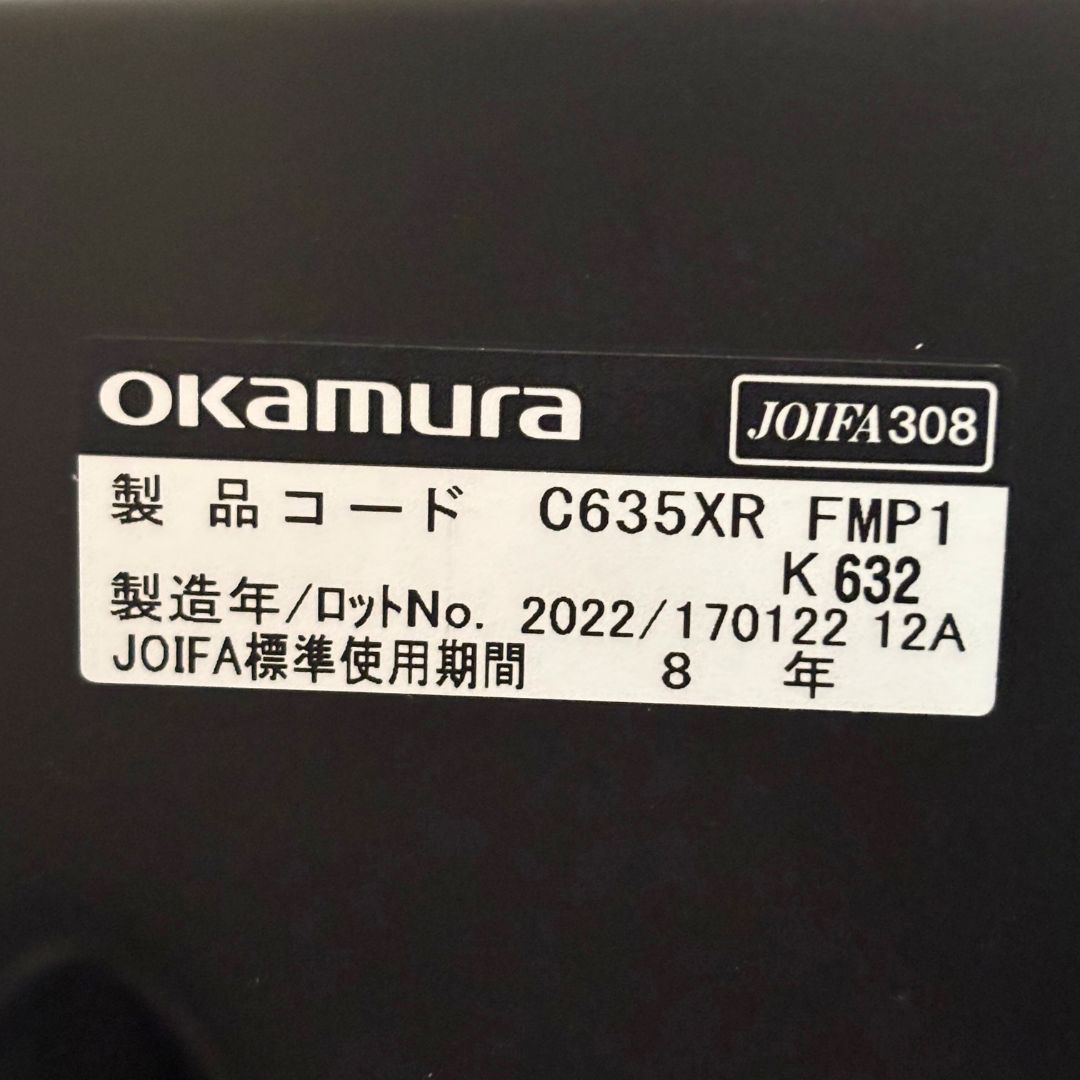 okamura JOIFA308
製品コード C635XR FMP1
K632
製造年/ロットNo. 2022/170122 12A
JOIFA標準使用期間 8 年